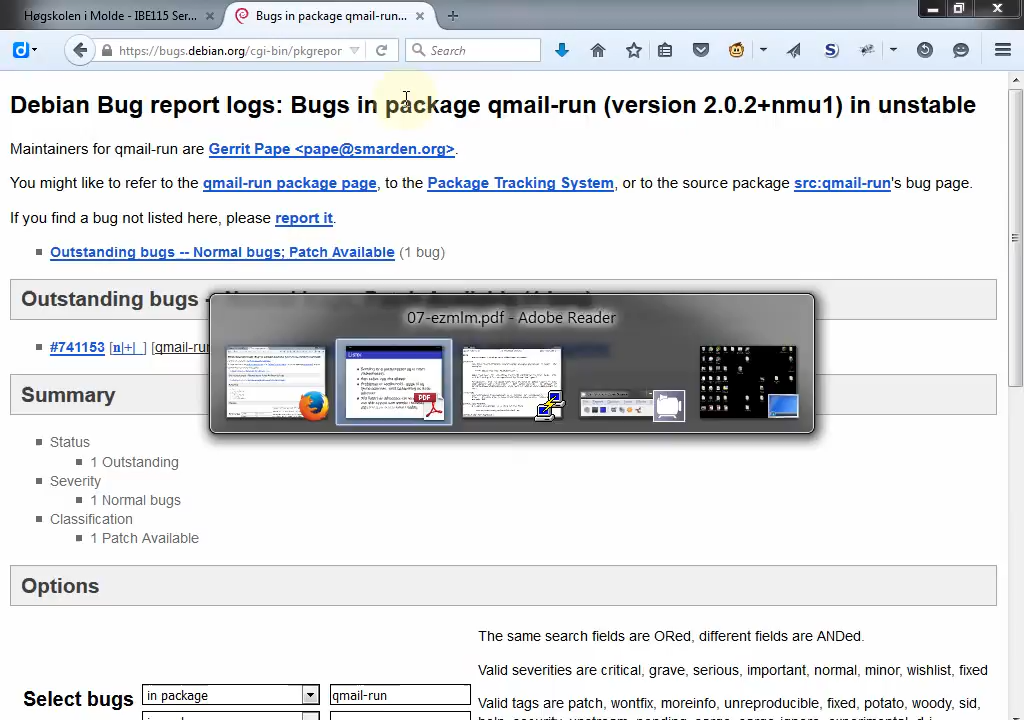 Høgskolen i Molde - IBE115 Ser...
Bugs in package qmail-run...
https://bugs.debian.org/cgi-bin/pkgrepor
Search
Debian Bug report logs: Bugs in package qmail-run (version 2.0.2+nmu1) in unstable
Maintainers for qmail-run are Gerrit Pape <pape@smarden.org>.
You might like to refer to the qmail-run package page, to the Package Tracking System, or to the source package src:qmail-run's bug page.
If you find a bug not listed here, please report it.
Outstanding bugs -- Normal bugs; Patch Available (1 bug)
Outstanding bugs -
07-ezmlm.pdf - Adobe Reader
#741153 [n|+| ] [qmail-run
PDF
Summary
Status
1 Outstanding
Severity
1 Normal bugs
Classification
1 Patch Available
Options
The same search fields are ORed, different fields are ANDed.
Valid severities are critical, grave, serious, important, normal, minor, wishlist, fixed
Select bugs in package qmail-run
Valid tags are patch, wontfix, moreinfo, unreproducible, fixed, potato, woody, sid,